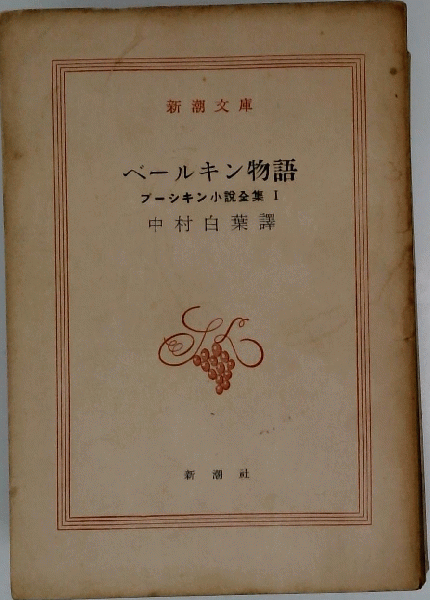 新潮文庫
ベールキン物語
プーシキン小說全集 I
中村白葉譯
新潮社